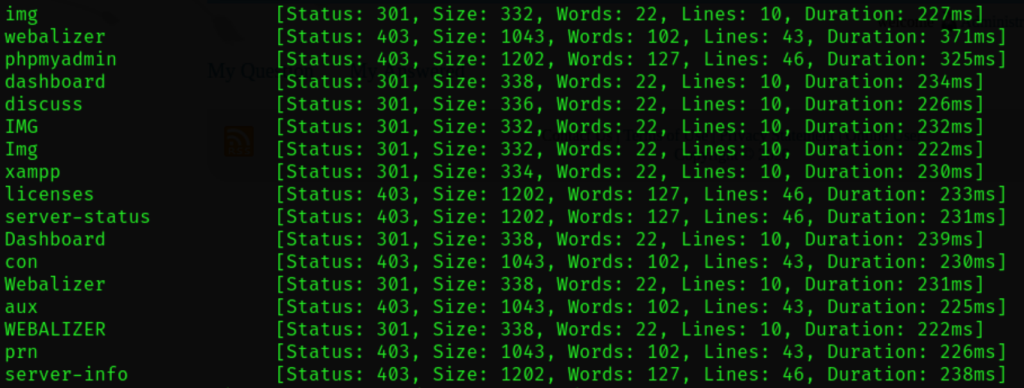 img [Status: 301, Size: 332, Words: 22, Lines: 10, Duration: 227ms]
webalizer [Status: 403, Size: 1043, Words: 102, Lines: 43, Duration: 371ms]
phpmyadmin [Status: 403, Size: 1202, Words: 127, Lines: 46, Duration: 325ms]
dashboard [Status: 301, Size: 338, Words: 22, Lines: 10, Duration: 234ms]
discuss [Status: 301, Size: 336, Words: 22, Lines: 10, Duration: 226ms]
IMG [Status: 301, Size: 332, Words: 22, Lines: 10, Duration: 232ms]
Img [Status: 301, Size: 332, Words: 22, Lines: 10, Duration: 222ms]
xampp [Status: 301, Size: 334, Words: 22, Lines: 10, Duration: 230ms]
licenses [Status: 403, Size: 1202, Words: 127, Lines: 46, Duration: 233ms]
server-status [Status: 403, Size: 1202, Words: 127, Lines: 46, Duration: 231ms]
Dashboard [Status: 301, Size: 338, Words: 22, Lines: 10, Duration: 239ms]
con [Status: 403, Size: 1043, Words: 102, Lines: 43, Duration: 230ms]
Webalizer [Status: 301, Size: 338, Words: 22, Lines: 10, Duration: 231ms]
aux [Status: 403, Size: 1043, Words: 102, Lines: 43, Duration: 225ms]
WEBALIZER [Status: 301, Size: 338, Words: 22, Lines: 10, Duration: 222ms]
prn [Status: 403, Size: 1043, Words: 102, Lines: 43, Duration: 226ms]
server-info [Status: 403, Size: 1202, Words: 127, Lines: 46, Duration: 238ms]